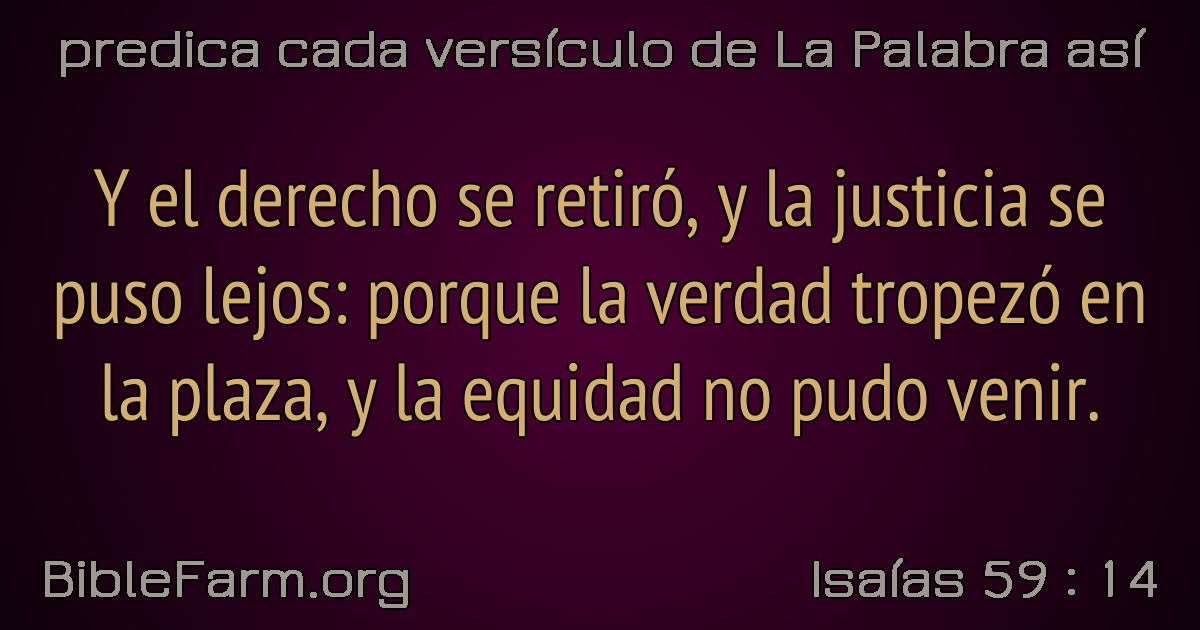 predica cada versículo de La Palabra así
Y el derecho se retiró, y la justicia se
puso lejos: porque la verdad tropezó en
la plaza, y la equidad no pudo venir.
BibleFarm.org
Isaías 59 : 14